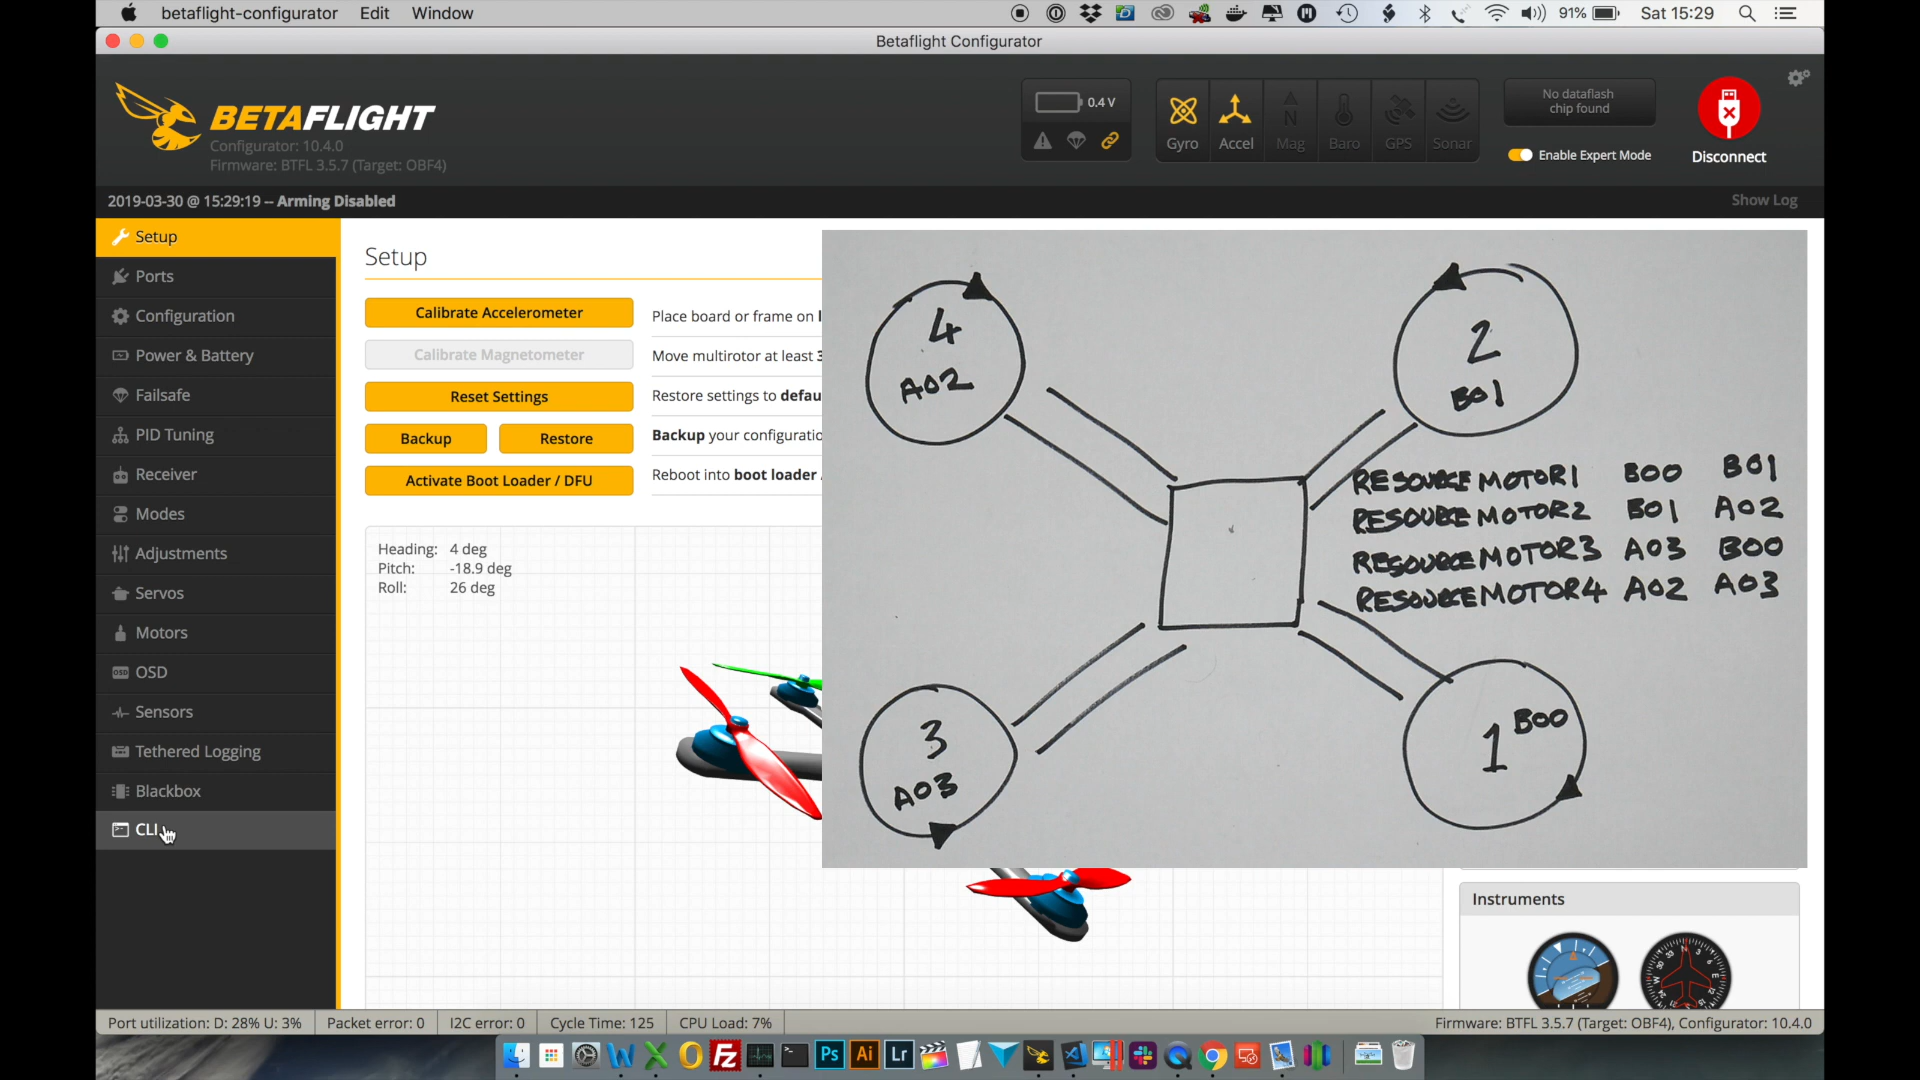 betaflight-configurator Edit Window 91% Sat 15:29
Betaflight Configurator
BETAFLIGHT
Configurator: 10.4.0
Firmware: BTFL 3.5.7 (Target: OBF4)
0.4 V
Gyro Accel Mag Baro GPS Sonar
No dataflash
chip found
Enable Expert Mode
Disconnect
2019-03-30 @ 15:29:19 -- Arming Disabled Show Log
Setup
Ports
Configuration
Power & Battery
Failsafe
PID Tuning
Receiver
Modes
Adjustments
Servos
Motors
OSD
Sensors
Tethered Logging
Blackbox
CLI
Setup
Calibrate Accelerometer Place board or frame on
Calibrate Magnetometer Move multirotor at least 3
Reset Settings Restore settings to defau
Backup Restore Backup your configuratio
Activate Boot Loader / DFU Reboot into boot loader
Heading: 4 deg
Pitch: -18.9 deg
Roll: 26 deg
4
A02
2
B01
RESOURCE MOTOR1 B00 B01
RESOURCE MOTOR2 B01 A02
RESOURCE MOTOR3 A03 B00
RESOURCE MOTOR4 A02 A03
3
A03
1 B00
Instruments
Port utilization: D: 28% U: 3% Packet error: 0 I2C error: 0 Cycle Time: 125 CPU Load: 7% Firmware: BTFL 3.5.7 (Target: OBF4), Configurator: 10.4.0
Fz Ps Ai Lr